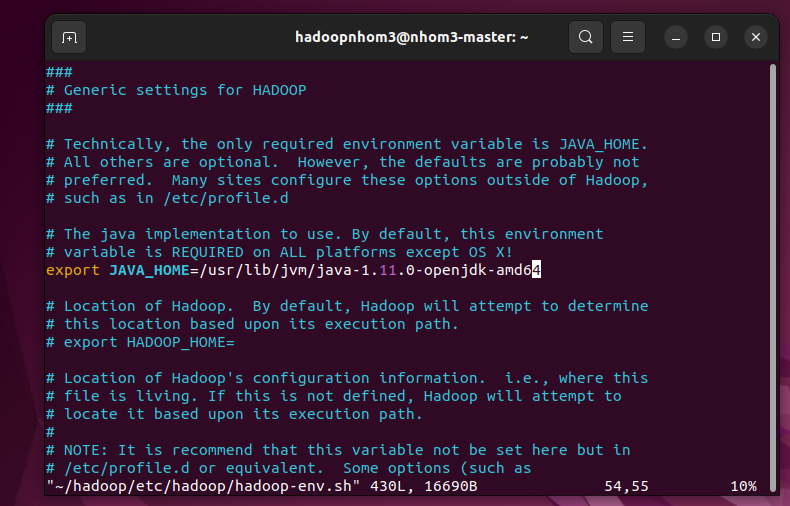 hadoopnhom3@nhom3-master: ~
###
# Generic settings for HADOOP
###
# Technically, the only required environment variable is JAVA_HOME.
# All others are optional.  However, the defaults are probably not
# preferred.  Many sites configure these options outside of Hadoop,
# such as in /etc/profile.d
# The java implementation to use. By default, this environment
# variable is REQUIRED on ALL platforms except OS X!
export JAVA_HOME=/usr/lib/jvm/java-1.11.0-openjdk-amd64
# Location of Hadoop.  By default, Hadoop will attempt to determine
# this location based upon its execution path.
# export HADOOP_HOME=
# Location of Hadoop's configuration information.  i.e., where this
# file is living. If this is not defined, Hadoop will attempt to
# locate it based upon its execution path.
#
# NOTE: It is recommend that this variable not be set here but in
# /etc/profile.d or equivalent.  Some options (such as
"~/hadoop/etc/hadoop/hadoop-env.sh" 430L, 16690B 54,55 10%